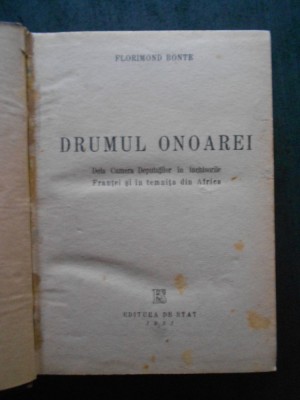 FLORIMOND BONTE
DRUMUL ONOAREI
Dela Camera Deputaților la închisorile
Franței și la temnița din Africa
EDITURA DE STAT